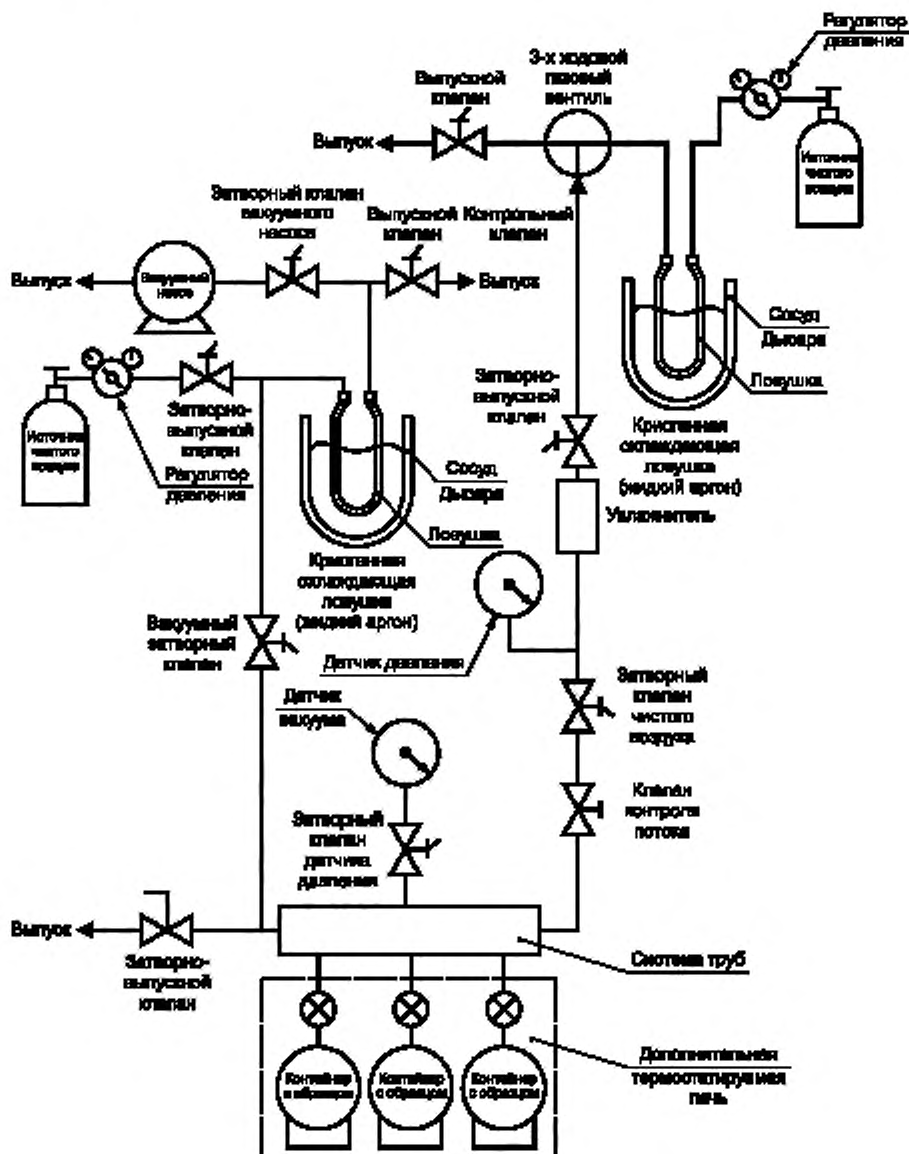 Регулятор
давления
3-х ходовой
газовый
вентиль
Выпускной
клапан
Выпуск
Источник
чистого
воздуха
Затворный клапан
вакуумного
насоса
Выпускной
клапан
Контрольный
клапан
Выпуск
Вакуумный
насос
Выпуск
Сосуд
Дьюара
Ловушка
Криогенная
охлаждающая
ловушка
(жидкий аргон)
Затворно-
выпускной
клапан
Источник
чистого
воздуха
Затворно-
выпускной
клапан
Регулятор
давления
Сосуд
Дьюара
Ловушка
Криогенная
охлаждающая
ловушка
(жидкий аргон)
Увлажнитель
Вакуумный
затворный
клапан
Датчик давления
Датчик
вакуума
Затворный
клапан
чистого
воздуха
Затворный
клапан
датчика
давления
Клапан
контроля
потока
Выпуск
Затворно-
выпускной
клапан
Система труб
Дополнительная
термостатируемая
печь
Контейнер
с образцом
Контейнер
с образцом
Контейнер
с образцом